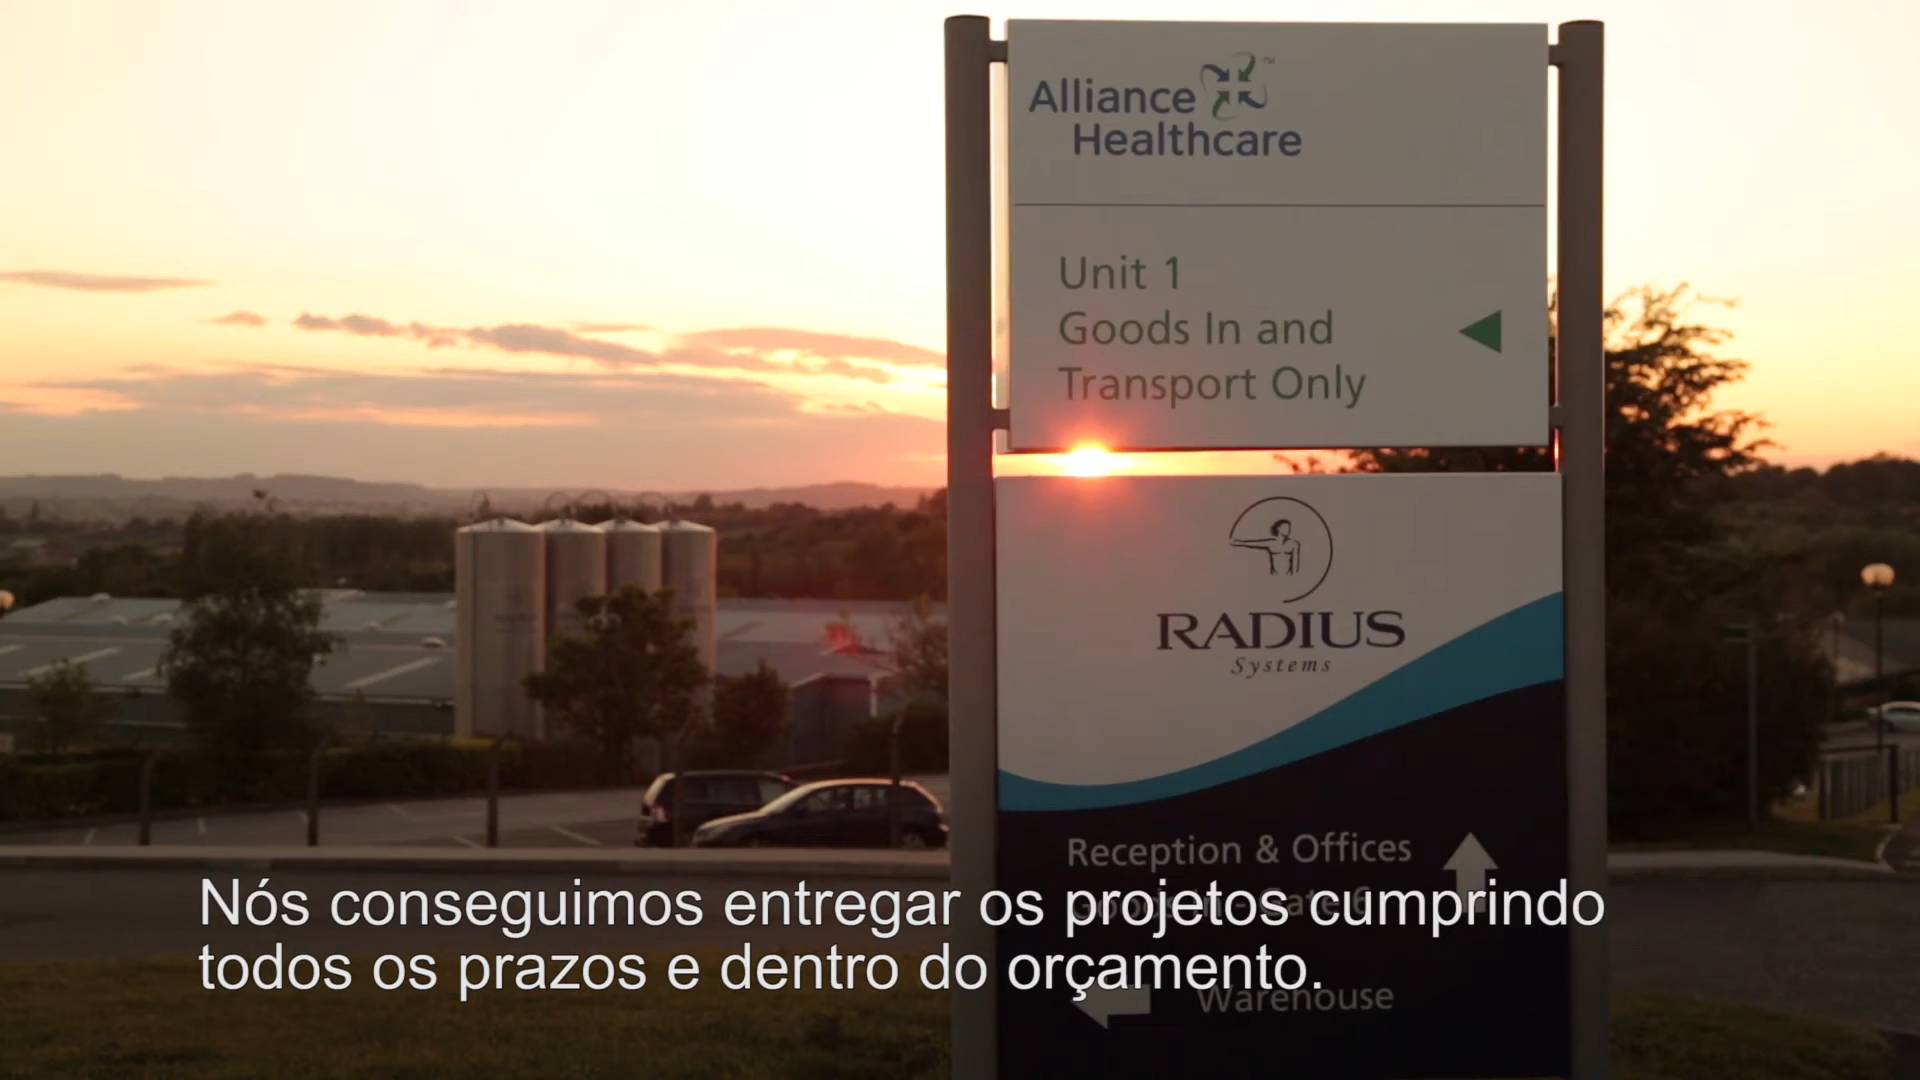 Alliance
Healthcare
™
Unit 1
Goods In and
Transport Only
RADIUS
Systems
Reception & Offices
Nós conseguimos entregar os projetos cumprindo
todos os prazos e dentro do orçamento.
Warehouse